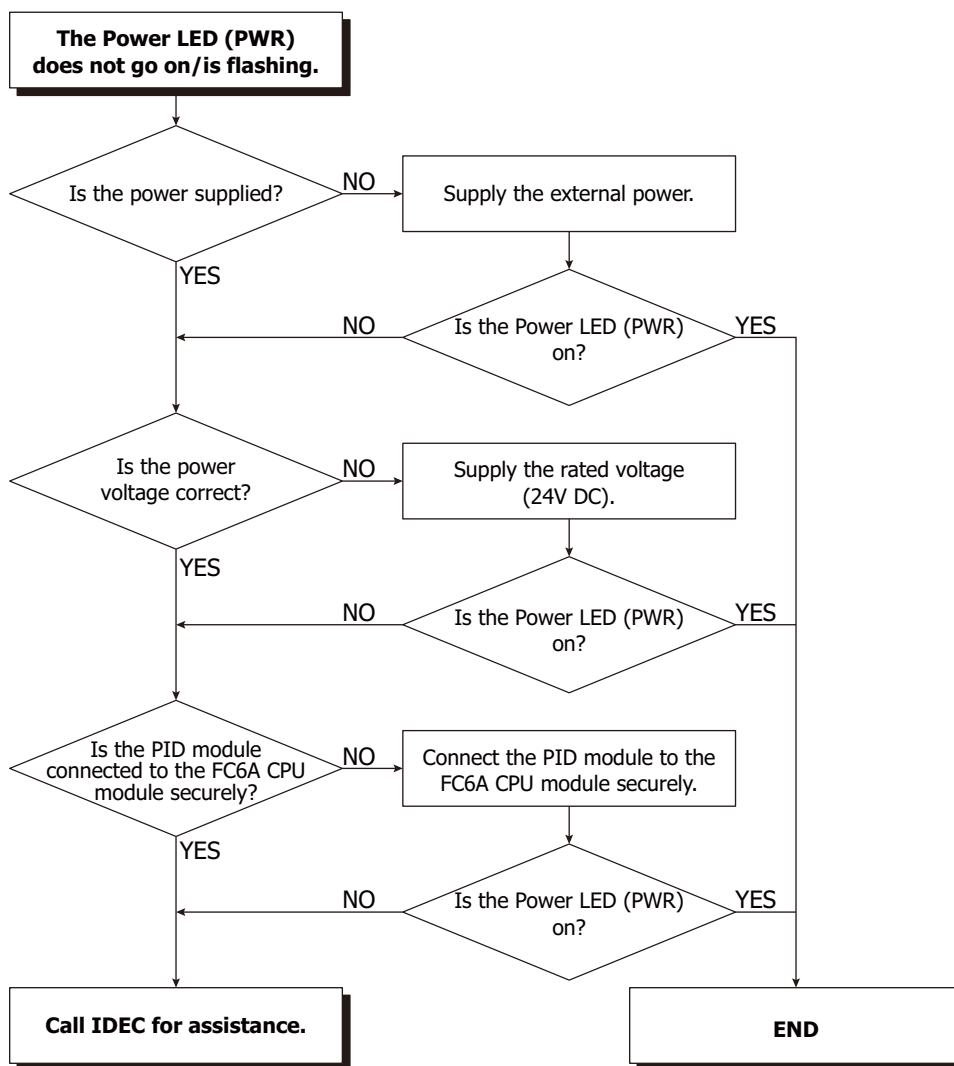 The Power LED (PWR)
does not go on/is flashing.
Is the power supplied?
NO
Supply the external power.
YES
NO
Is the Power LED (PWR)
on?
YES
Is the power
voltage correct?
NO
Supply the rated voltage
(24V DC).
YES
NO
Is the Power LED (PWR)
on?
YES
Is the PID module
connected to the FC6A CPU
module securely?
NO
Connect the PID module to the
FC6A CPU module securely.
YES
NO
Is the Power LED (PWR)
on?
YES
Call IDEC for assistance.
END